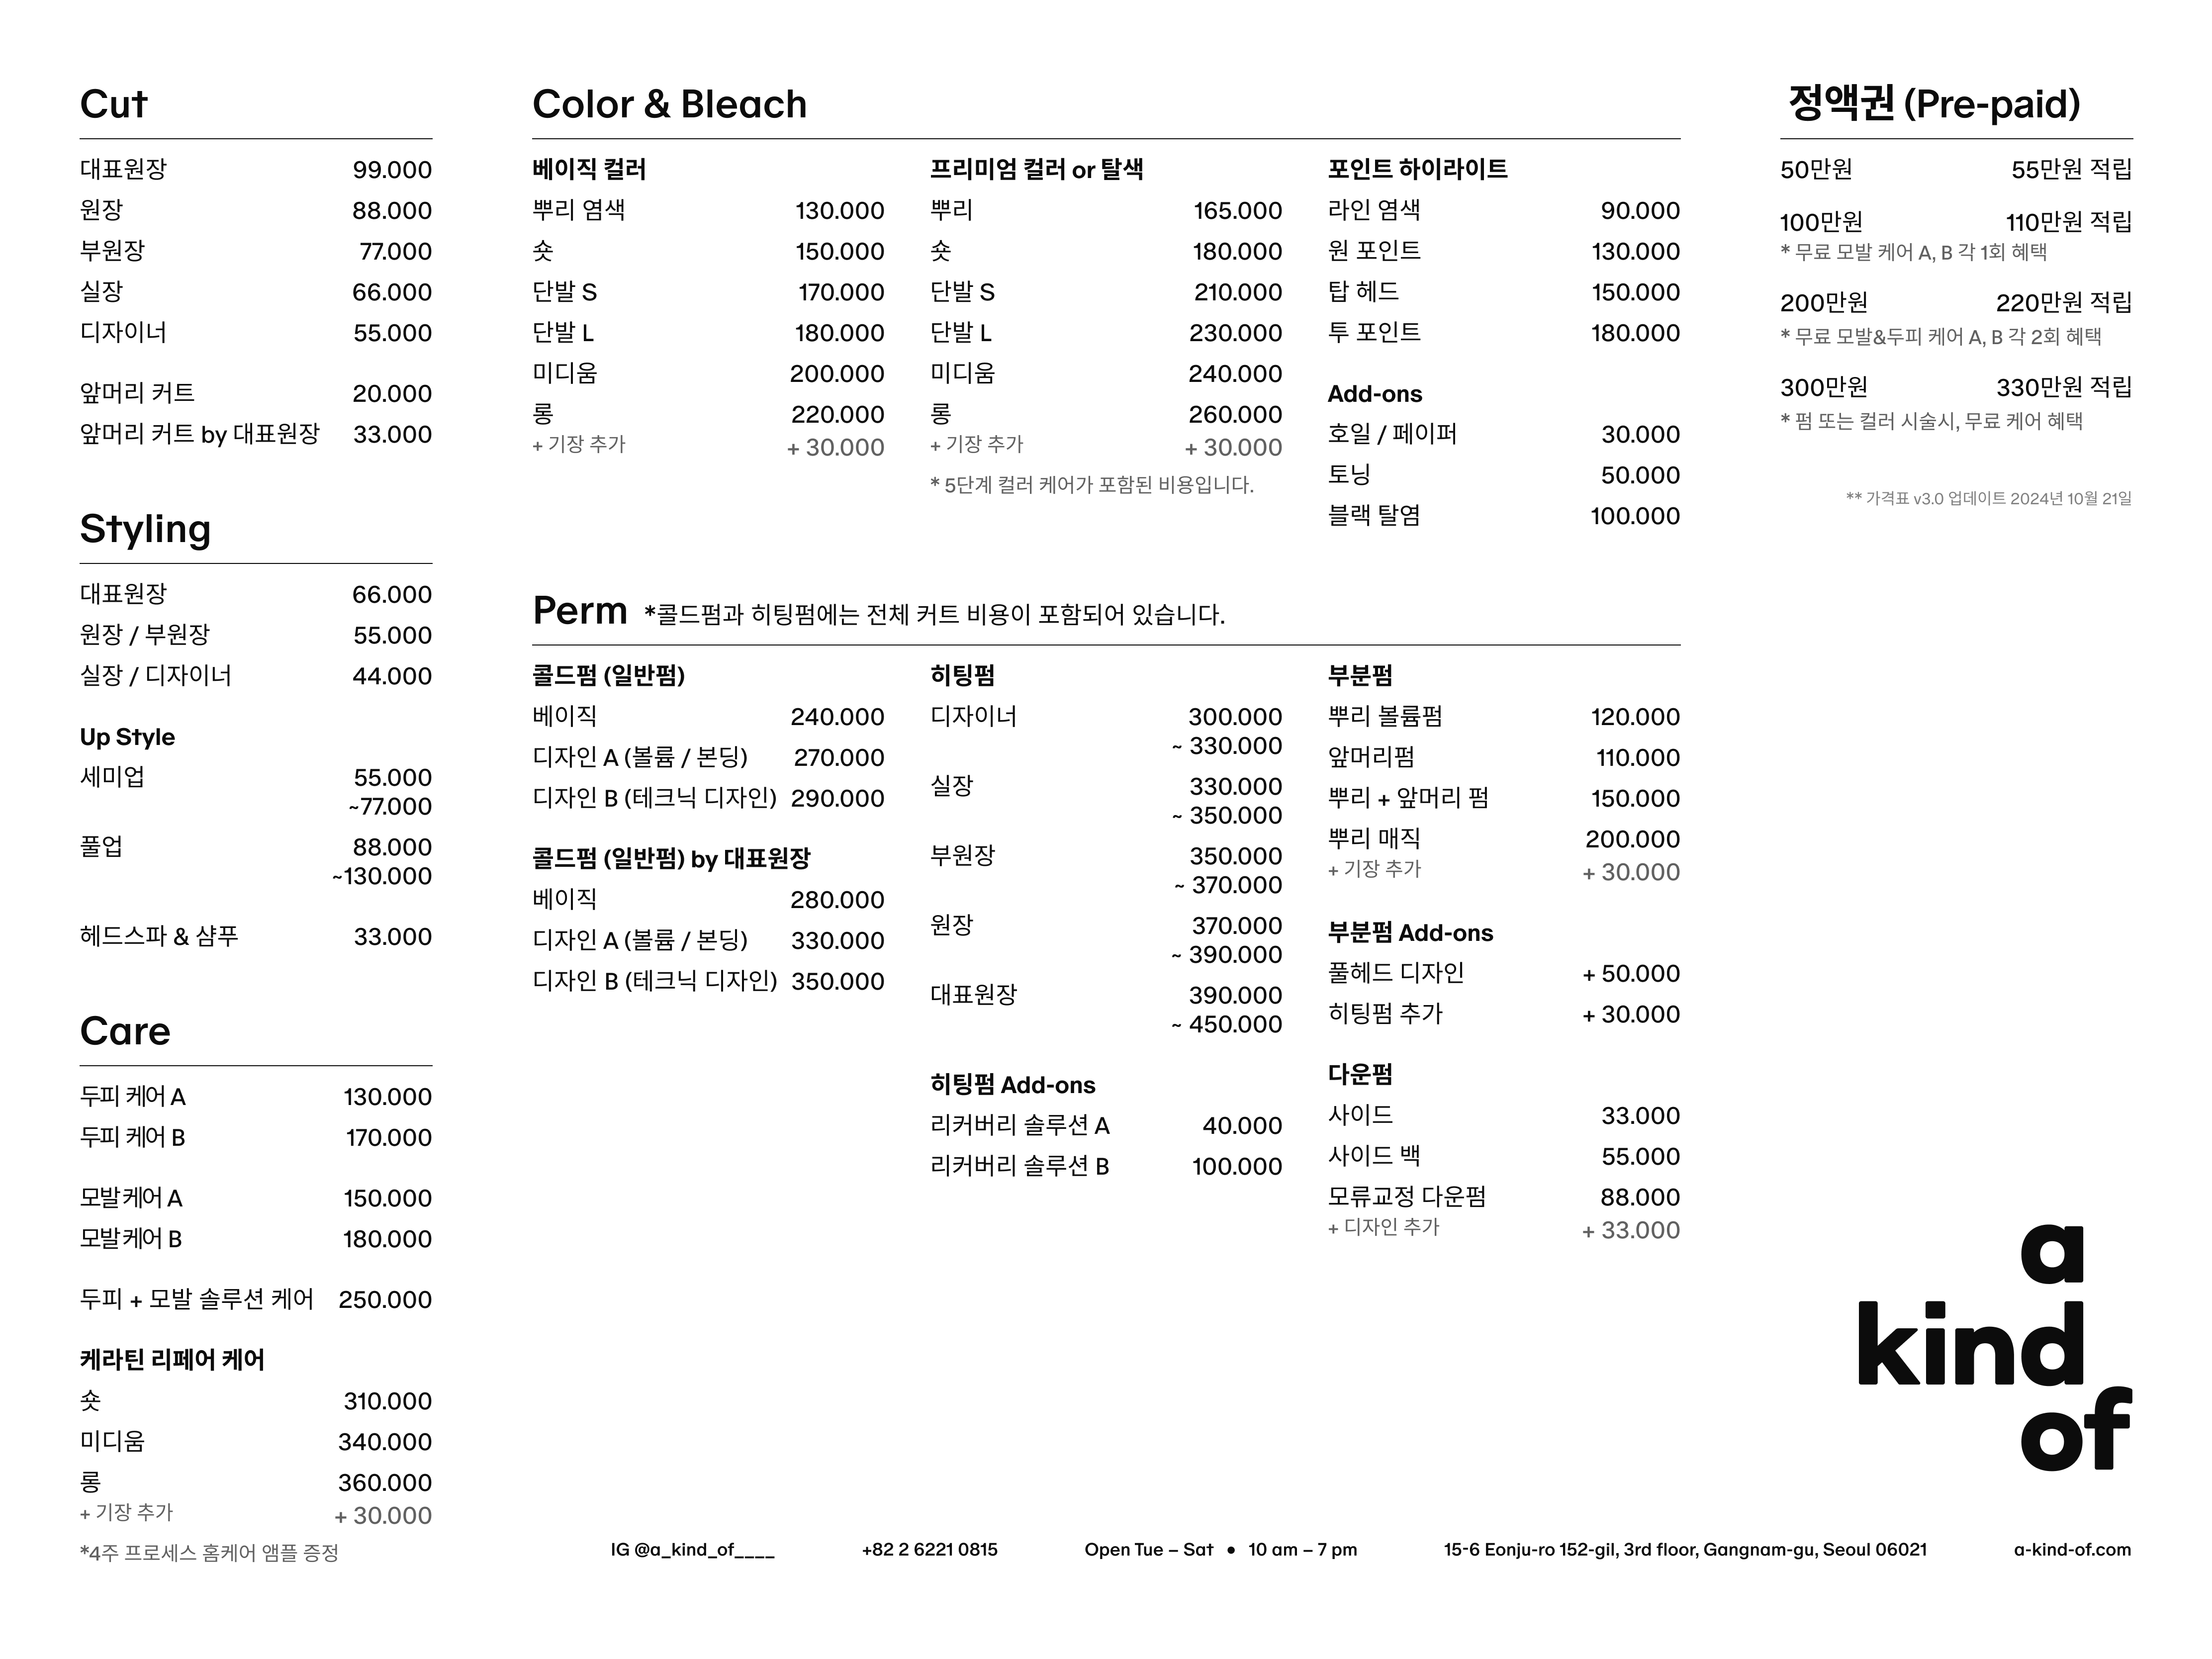 Cut
대표원장 99.000
원장 88.000
부원장 77.000
실장 66.000
디자이너 55.000
앞머리 커트 20.000
앞머리 커트 by 대표원장 33.000
Styling
대표원장 66.000
원장 / 부원장 55.000
실장 / 디자이너 44.000
Up Style
세미업 55.000
~77.000
풀업 88.000
~130.000
헤드스파 & 샴푸 33.000
Care
두피 케어 A 130.000
두피 케어 B 170.000
모발케어 A 150.000
모발케어 B 180.000
두피 + 모발 솔루션 케어 250.000
케라틴 리페어 케어
숏 310.000
미디움 340.000
롱 360.000
+ 기장 추가 + 30.000
*4주 프로세스 홈케어 앰플 증정
Color & Bleach
베이직 컬러
뿌리 염색 130.000
숏 150.000
단발 S 170.000
단발 L 180.000
미디움 200.000
롱 220.000
+ 기장 추가 + 30.000
프리미엄 컬러 or 탈색
뿌리 165.000
숏 180.000
단발 S 210.000
단발 L 230.000
미디움 240.000
롱 260.000
+ 기장 추가 + 30.000
* 5단계 컬러 케어가 포함된 비용입니다.
포인트 하이라이트
라인 염색 90.000
원 포인트 130.000
탑 헤드 150.000
투 포인트 180.000
Add-ons
호일 / 페이퍼 30.000
토닝 50.000
블랙 탈염 100.000
Perm *콜드펌과 히팅펌에는 전체 커트 비용이 포함되어 있습니다.
콜드펌 (일반펌)
베이직 240.000
디자인 A (볼륨 / 본딩) 270.000
디자인 B (테크닉 디자인) 290.000
콜드펌 (일반펌) by 대표원장
베이직 280.000
디자인 A (볼륨 / 본딩) 330.000
디자인 B (테크닉 디자인) 350.000
히팅펌
디자이너 300.000
~ 330.000
실장 330.000
~ 350.000
부원장 350.000
~ 370.000
원장 370.000
~ 390.000
대표원장 390.000
~ 450.000
히팅펌 Add-ons
리커버리 솔루션 A 40.000
리커버리 솔루션 B 100.000
부분펌
뿌리 볼륨펌 120.000
앞머리펌 110.000
뿌리 + 앞머리 펌 150.000
뿌리 매직 200.000
+ 기장 추가 + 30.000
부분펌 Add-ons
풀헤드 디자인 + 50.000
히팅펌 추가 + 30.000
다운펌
사이드 33.000
사이드 백 55.000
모류교정 다운펌 88.000
+ 디자인 추가 + 33.000
정액권 (Pre-paid)
50만원 55만원 적립
100만원 110만원 적립
* 무료 모발 케어 A, B 각 1회 혜택
200만원 220만원 적립
* 무료 모발&두피 케어 A, B 각 2회 혜택
300만원 330만원 적립
* 펌 또는 컬러 시술시, 무료 케어 혜택
** 가격표 v3.0 업데이트 2024년 10월 21일
a
kind
of
IG @a_kind_of____ +82 2 6221 0815 Open Tue – Sat • 10 am – 7 pm 15-6 Eonju-ro 152-gil, 3rd floor, Gangnam-gu, Seoul 06021 a-kind-of.com